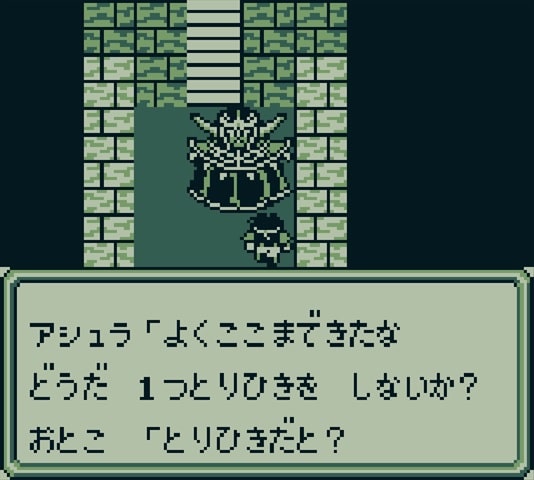 アシュラ「よくここまできたな
どうだ　1つとりひきを　しないか?
おとこ　「とりひきだと?